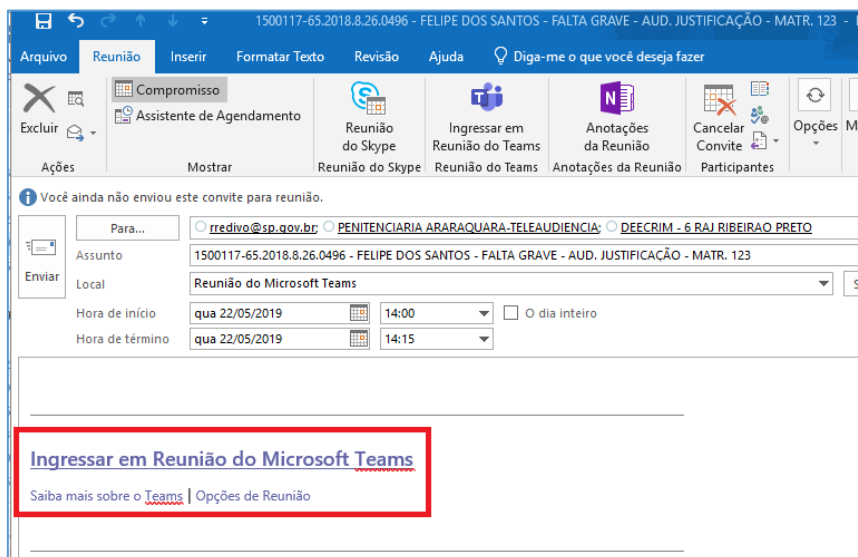 1500117-65.2018.8.26.0496 - FELIPE DOS SANTOS - FALTA GRAVE - AUD. JUSTIFICAÇÃO - MATR. 123 -
Arquivo Reunião Inserir Formatar Texto Revisão Ajuda Diga-me o que você deseja fazer
Excluir
Compromisso
Assistente de Agendamento
Reunião do Skype
Ingressar em Reunião do Teams
Anotações da Reunião
Cancelar Convite
Opções
Ações Mostrar Reunião do Skype Reunião do Teams Anotações da Reunião Participantes
Você ainda não enviou este convite para reunião.
Enviar
Para... rredivo@sp.gov.br; PENITENCIARIA ARARAQUARA-TELEAUDIENCIA; DEECRIM - 6 RAJ RIBEIRAO PRETO
Assunto 1500117-65.2018.8.26.0496 - FELIPE DOS SANTOS - FALTA GRAVE - AUD. JUSTIFICAÇÃO - MATR. 123
Local Reunião do Microsoft Teams
Hora de início qua 22/05/2019 14:00 O dia inteiro
Hora de término qua 22/05/2019 14:15
Ingressar em Reunião do Microsoft Teams
Saiba mais sobre o Teams | Opções de Reunião